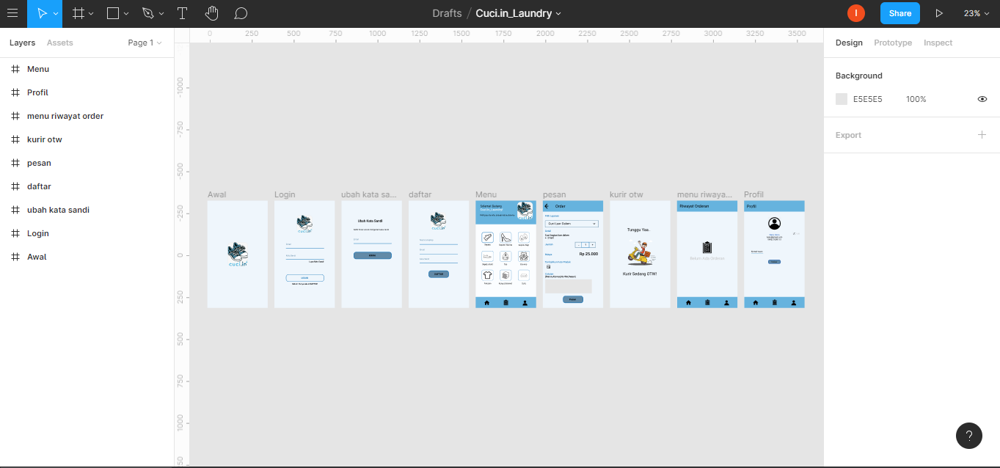 Drafts / Cuci.in_Laundry
I
Share
23%
Layers Assets Page 1
Menu
Profil
menu riwayat order
kurir otw
pesan
daftar
ubah kata sandi
Login
Awal
0 250 500 750 1000 1250 1500 1750 2000 2250 2500 2750 3000 3250 3500
-1000
-750
-500
-250
0
250
500
750
1000
Awal
cuci.in
Login
cuci.in
ubah kata sa...
Ubah Kata Sandi
daftar
cuci.in
DAFTAR
Menu
Selamat Datang
pesan
Order
Cuci Luar Dalam
1
Rp 25.000
kurir otw
Tunggu Yaa.
Kurir Sedang OTW!
menu riwaya...
Riwayat Orderan
Belum Ada Orderan
Profil
Profil
Design Prototype Inspect
Background
E5E5E5 100%
Export
?